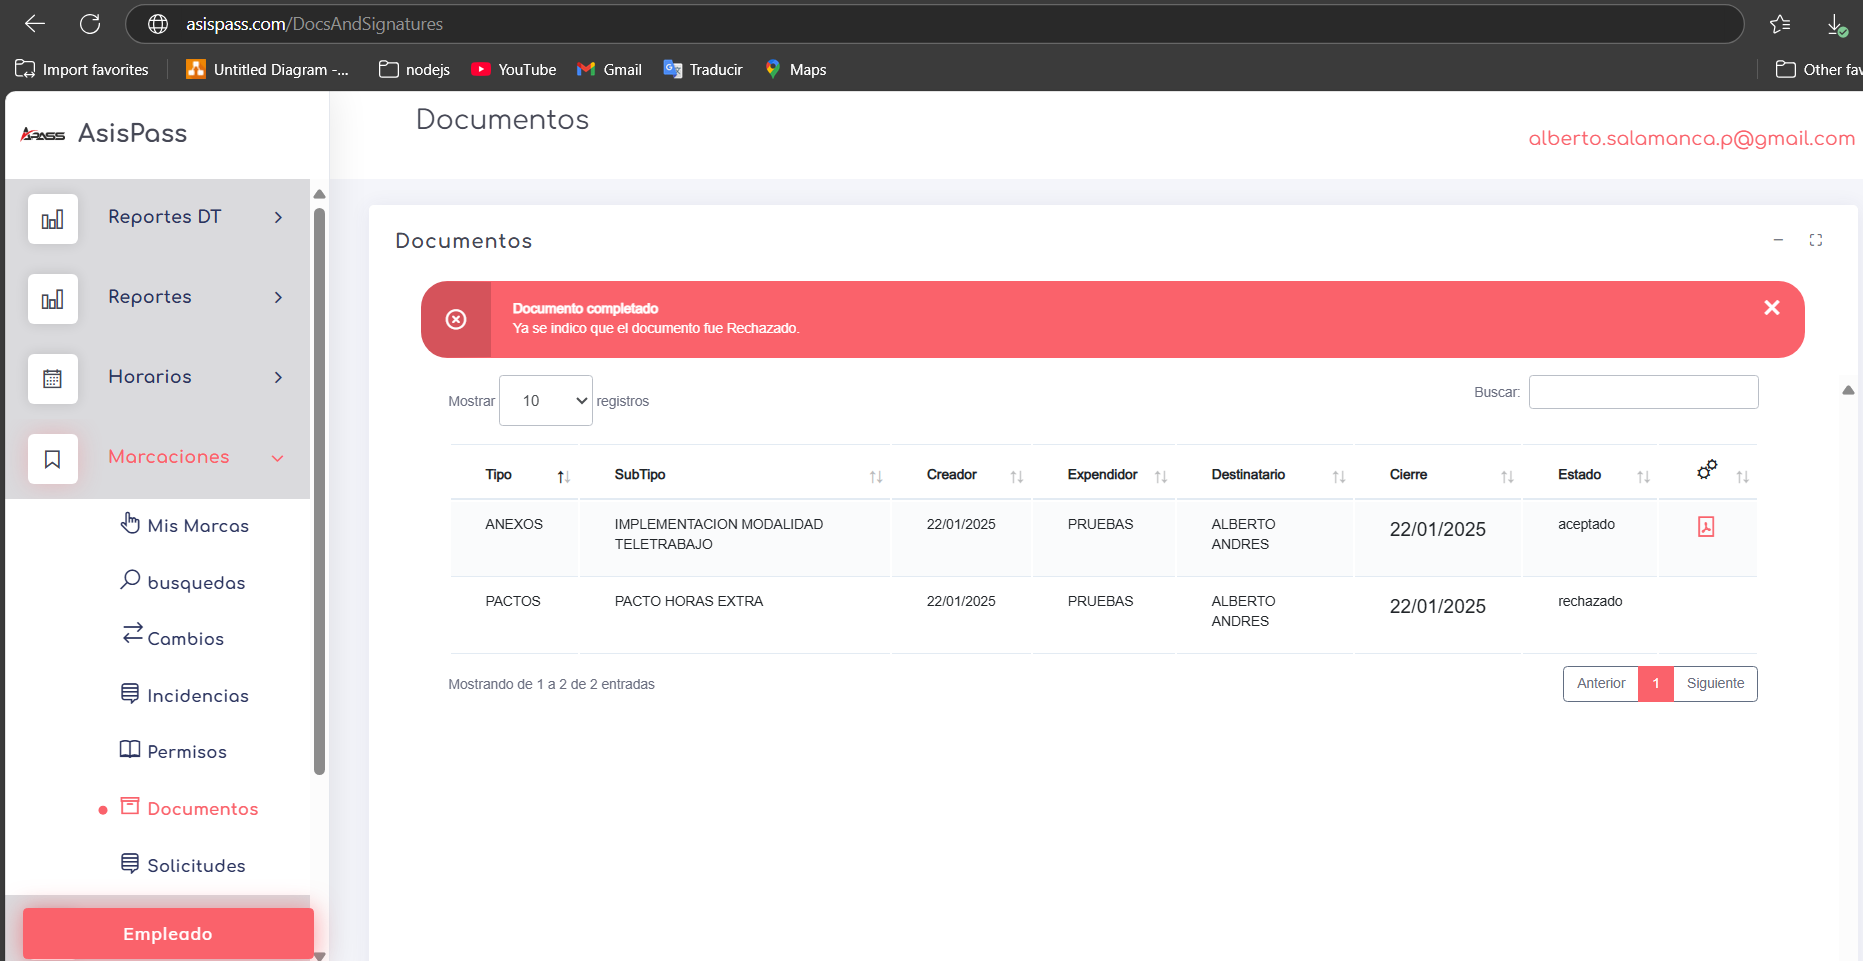 asispass.com/DocsAndSignatures
Import favorites
Untitled Diagram -...
nodejs
YouTube
Gmail
Traducir
Maps
Other fav
APASS
AsisPass
Documentos
alberto.salamanca.p@gmail.com
Reportes DT
Reportes
Horarios
Marcaciones
Mis Marcas
busquedas
Cambios
Incidencias
Permisos
Documentos
Solicitudes
Empleado
Documentos
Documento completado
Ya se indico que el documento fue Rechazado.
Mostrar 10 registros
Buscar:
Tipo SubTipo Creador Expendidor Destinatario Cierre Estado
ANEXOS IMPLEMENTACION MODALIDAD TELETRABAJO 22/01/2025 PRUEBAS ALBERTO ANDRES 22/01/2025 aceptado
PACTOS PACTO HORAS EXTRA 22/01/2025 PRUEBAS ALBERTO ANDRES 22/01/2025 rechazado
Mostrando de 1 a 2 de 2 entradas
Anterior 1 Siguiente